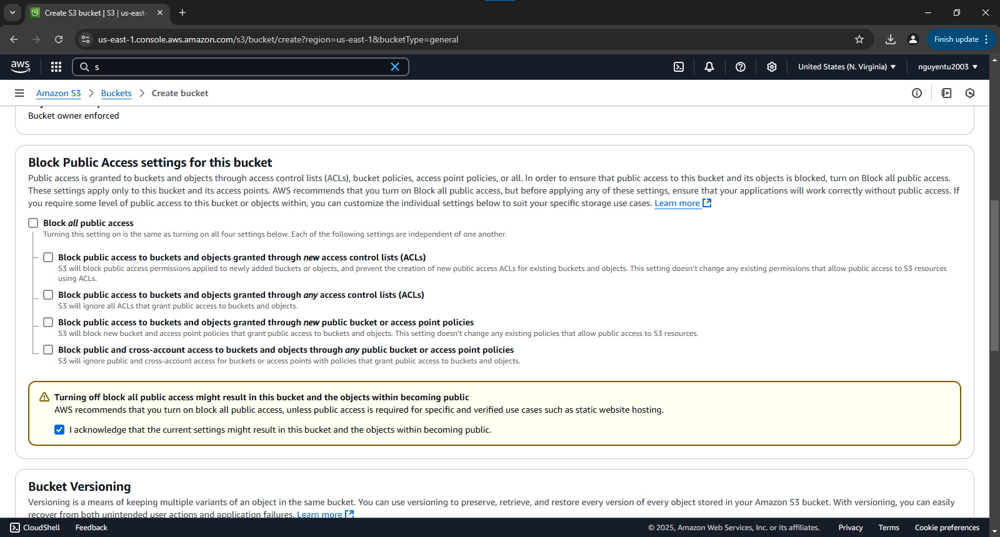 Create S3 bucket | S3 | us-east-
us-east-1.console.aws.amazon.com/s3/bucket/create?region=us-east-1&bucketType=general
Finish update
aws
s
United States (N. Virginia)
nguyentu2003
Amazon S3
Buckets
Create bucket
Bucket owner enforced
Block Public Access settings for this bucket
Public access is granted to buckets and objects through access control lists (ACLs), bucket policies, access point policies, or all. In order to ensure that public access to this bucket and its objects is blocked, turn on Block all public access.
These settings apply only to this bucket and its access points. AWS recommends that you turn on Block all public access, but before applying any of these settings, ensure that your applications will work correctly without public access. If
you require some level of public access to this bucket or objects within, you can customize the individual settings below to suit your specific storage use cases. Learn more
Block all public access
Turning this setting on is the same as turning on all four settings below. Each of the following settings are independent of one another.
Block public access to buckets and objects granted through new access control lists (ACLs)
S3 will block public access permissions applied to newly added buckets or objects, and prevent the creation of new public access ACLs for existing buckets and objects. This setting doesn't change any existing permissions that allow public access to S3 resources
using ACLs.
Block public access to buckets and objects granted through any access control lists (ACLs)
S3 will ignore all ACLs that grant public access to buckets and objects.
Block public access to buckets and objects granted through new public bucket or access point policies
S3 will block new bucket and access point policies that grant public access to buckets and objects. This setting doesn't change any existing policies that allow public access to S3 resources.
Block public and cross-account access to buckets and objects through any public bucket or access point policies
S3 will ignore public and cross-account access for buckets or access points with policies that grant public access to buckets and objects.
Turning off block all public access might result in this bucket and the objects within becoming public
AWS recommends that you turn on block all public access, unless public access is required for specific and verified use cases such as static website hosting.
I acknowledge that the current settings might result in this bucket and the objects within becoming public.
Bucket Versioning
Versioning is a means of keeping multiple variants of an object in the same bucket. You can use versioning to preserve, retrieve, and restore every version of every object stored in your Amazon S3 bucket. With versioning, you can easily
recover from both unintended user actions and application failures. Learn more
CloudShell
Feedback
© 2025, Amazon Web Services, Inc. or its affiliates.
Privacy
Terms
Cookie preferences